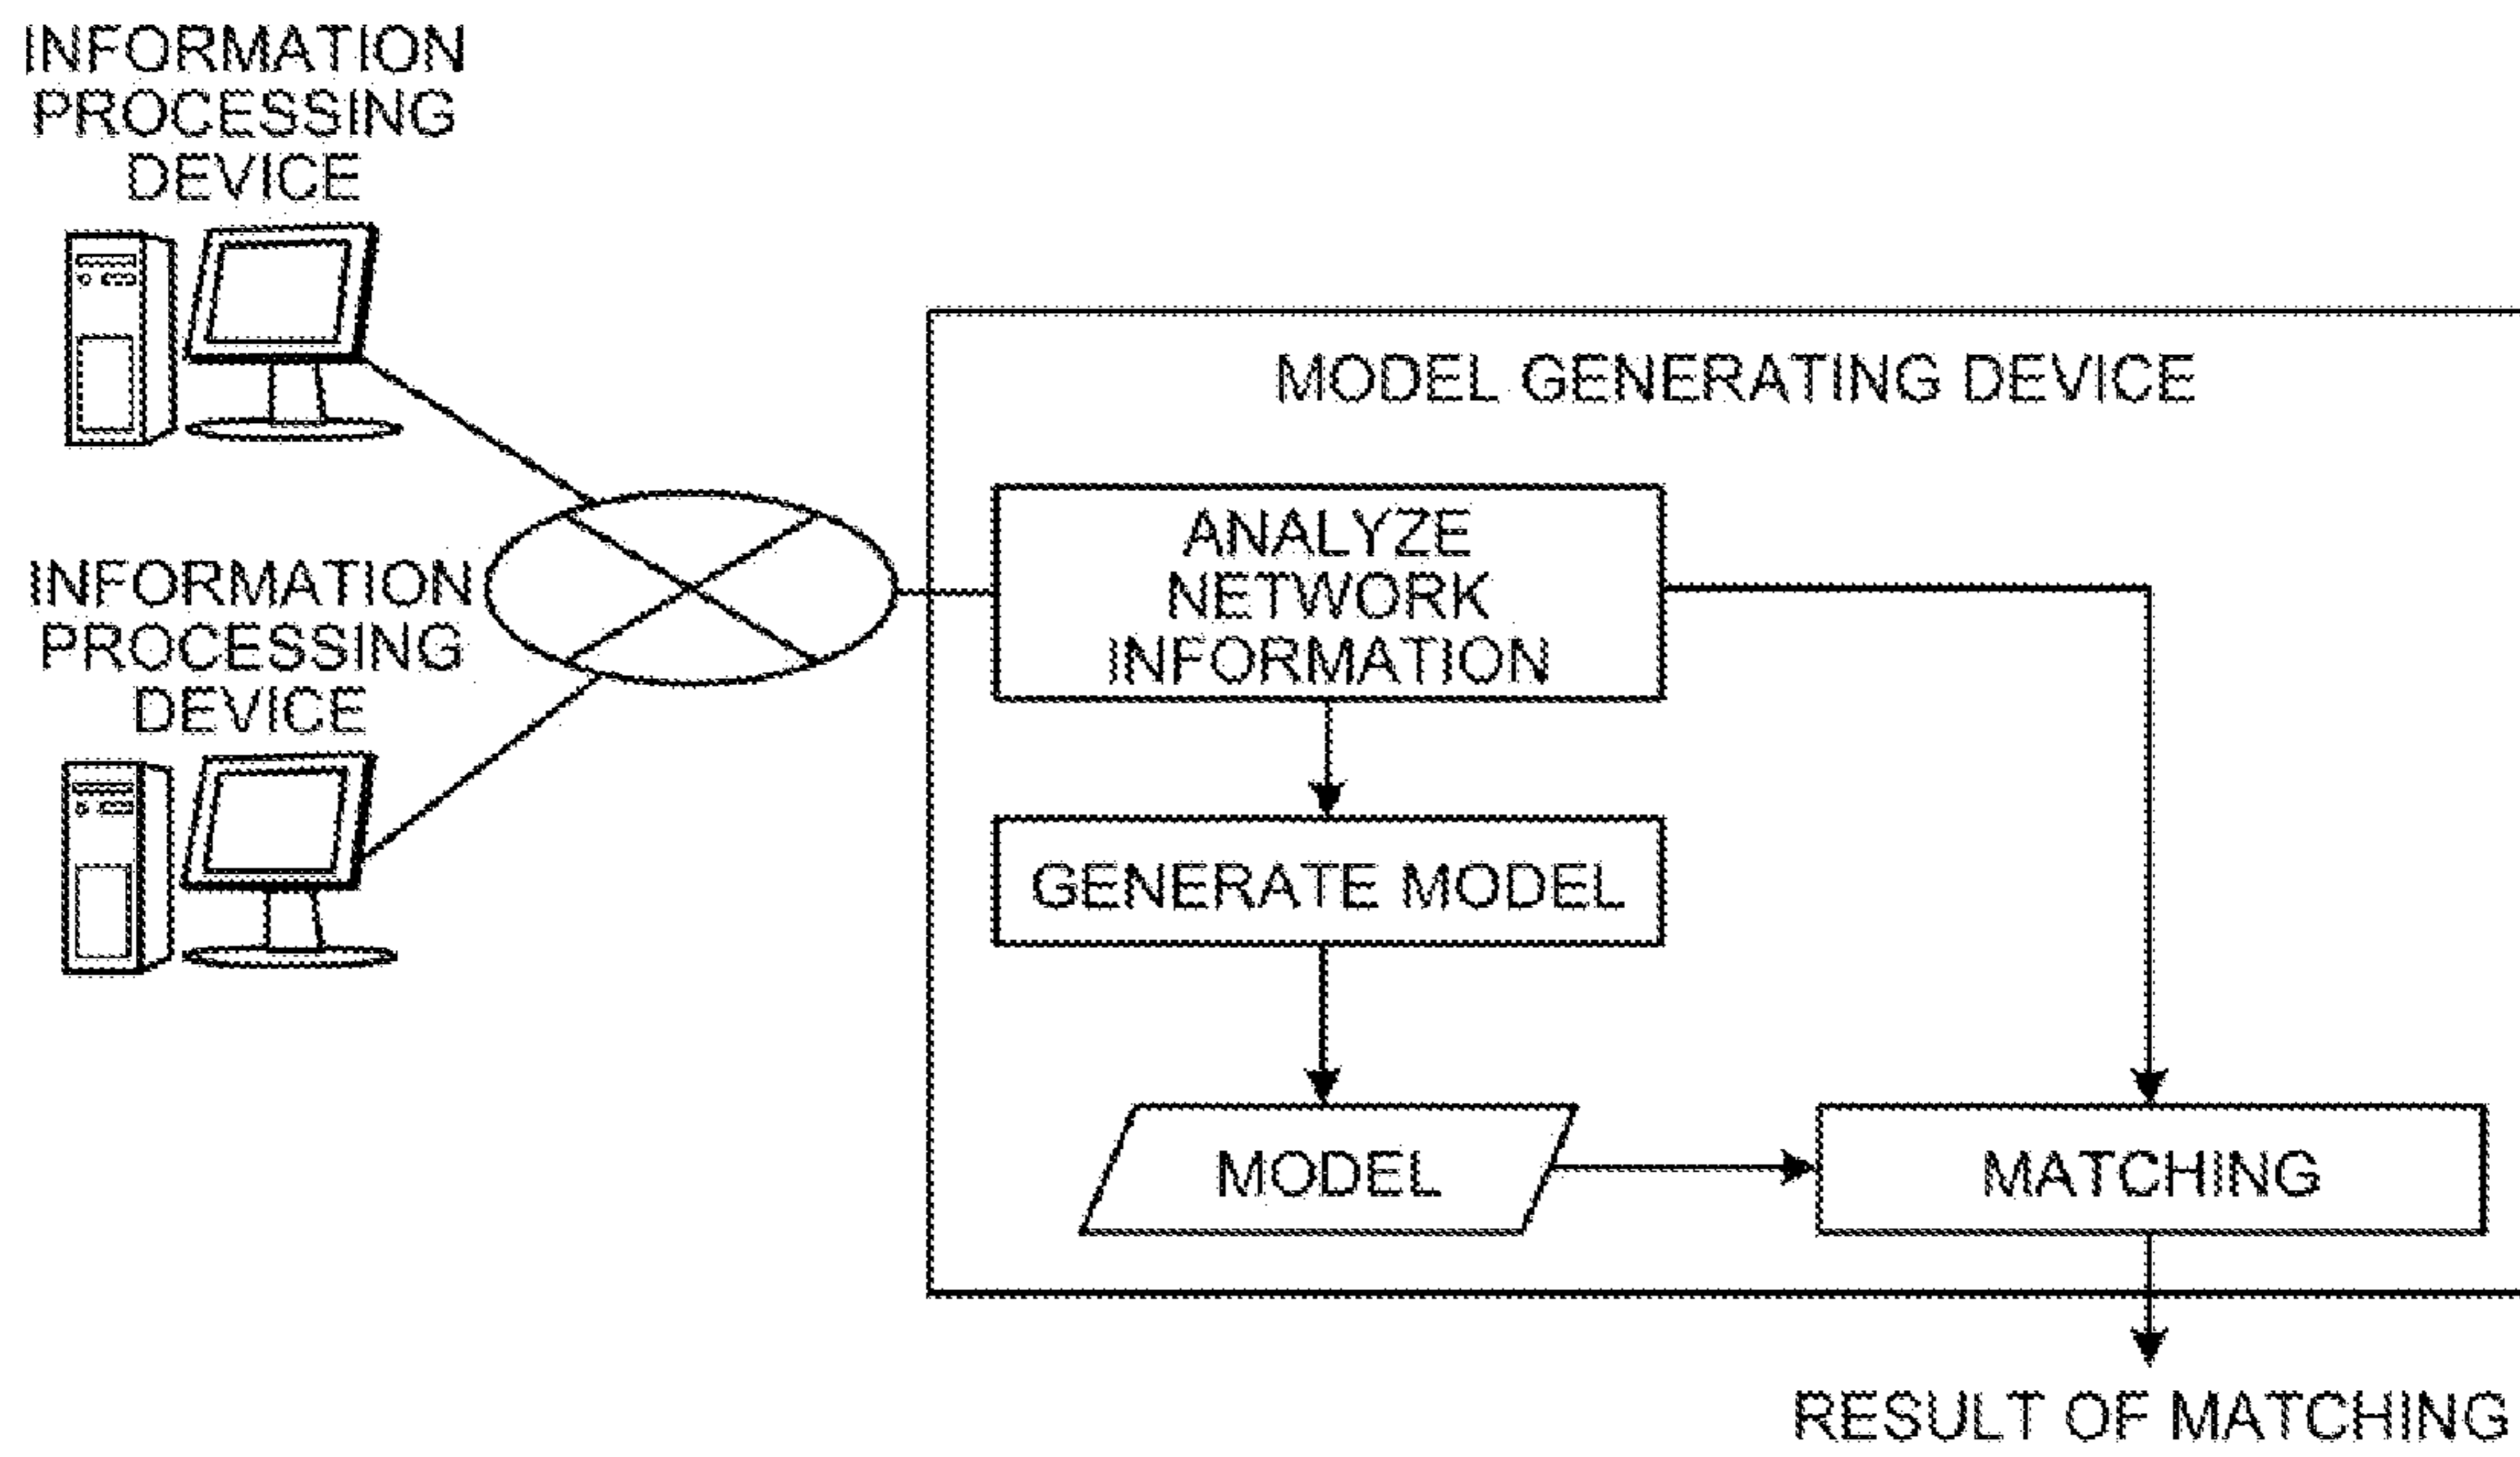 INFORMATION
PROCESSING
DEVICE
MODEL GENERATING DEVICE
ANALYZE
NETWORK
INFORMATION
INFORMATION
PROCESSING
DEVICE
GENERATE MODEL
MODEL
MATCHING
RESULT OF MATCHING